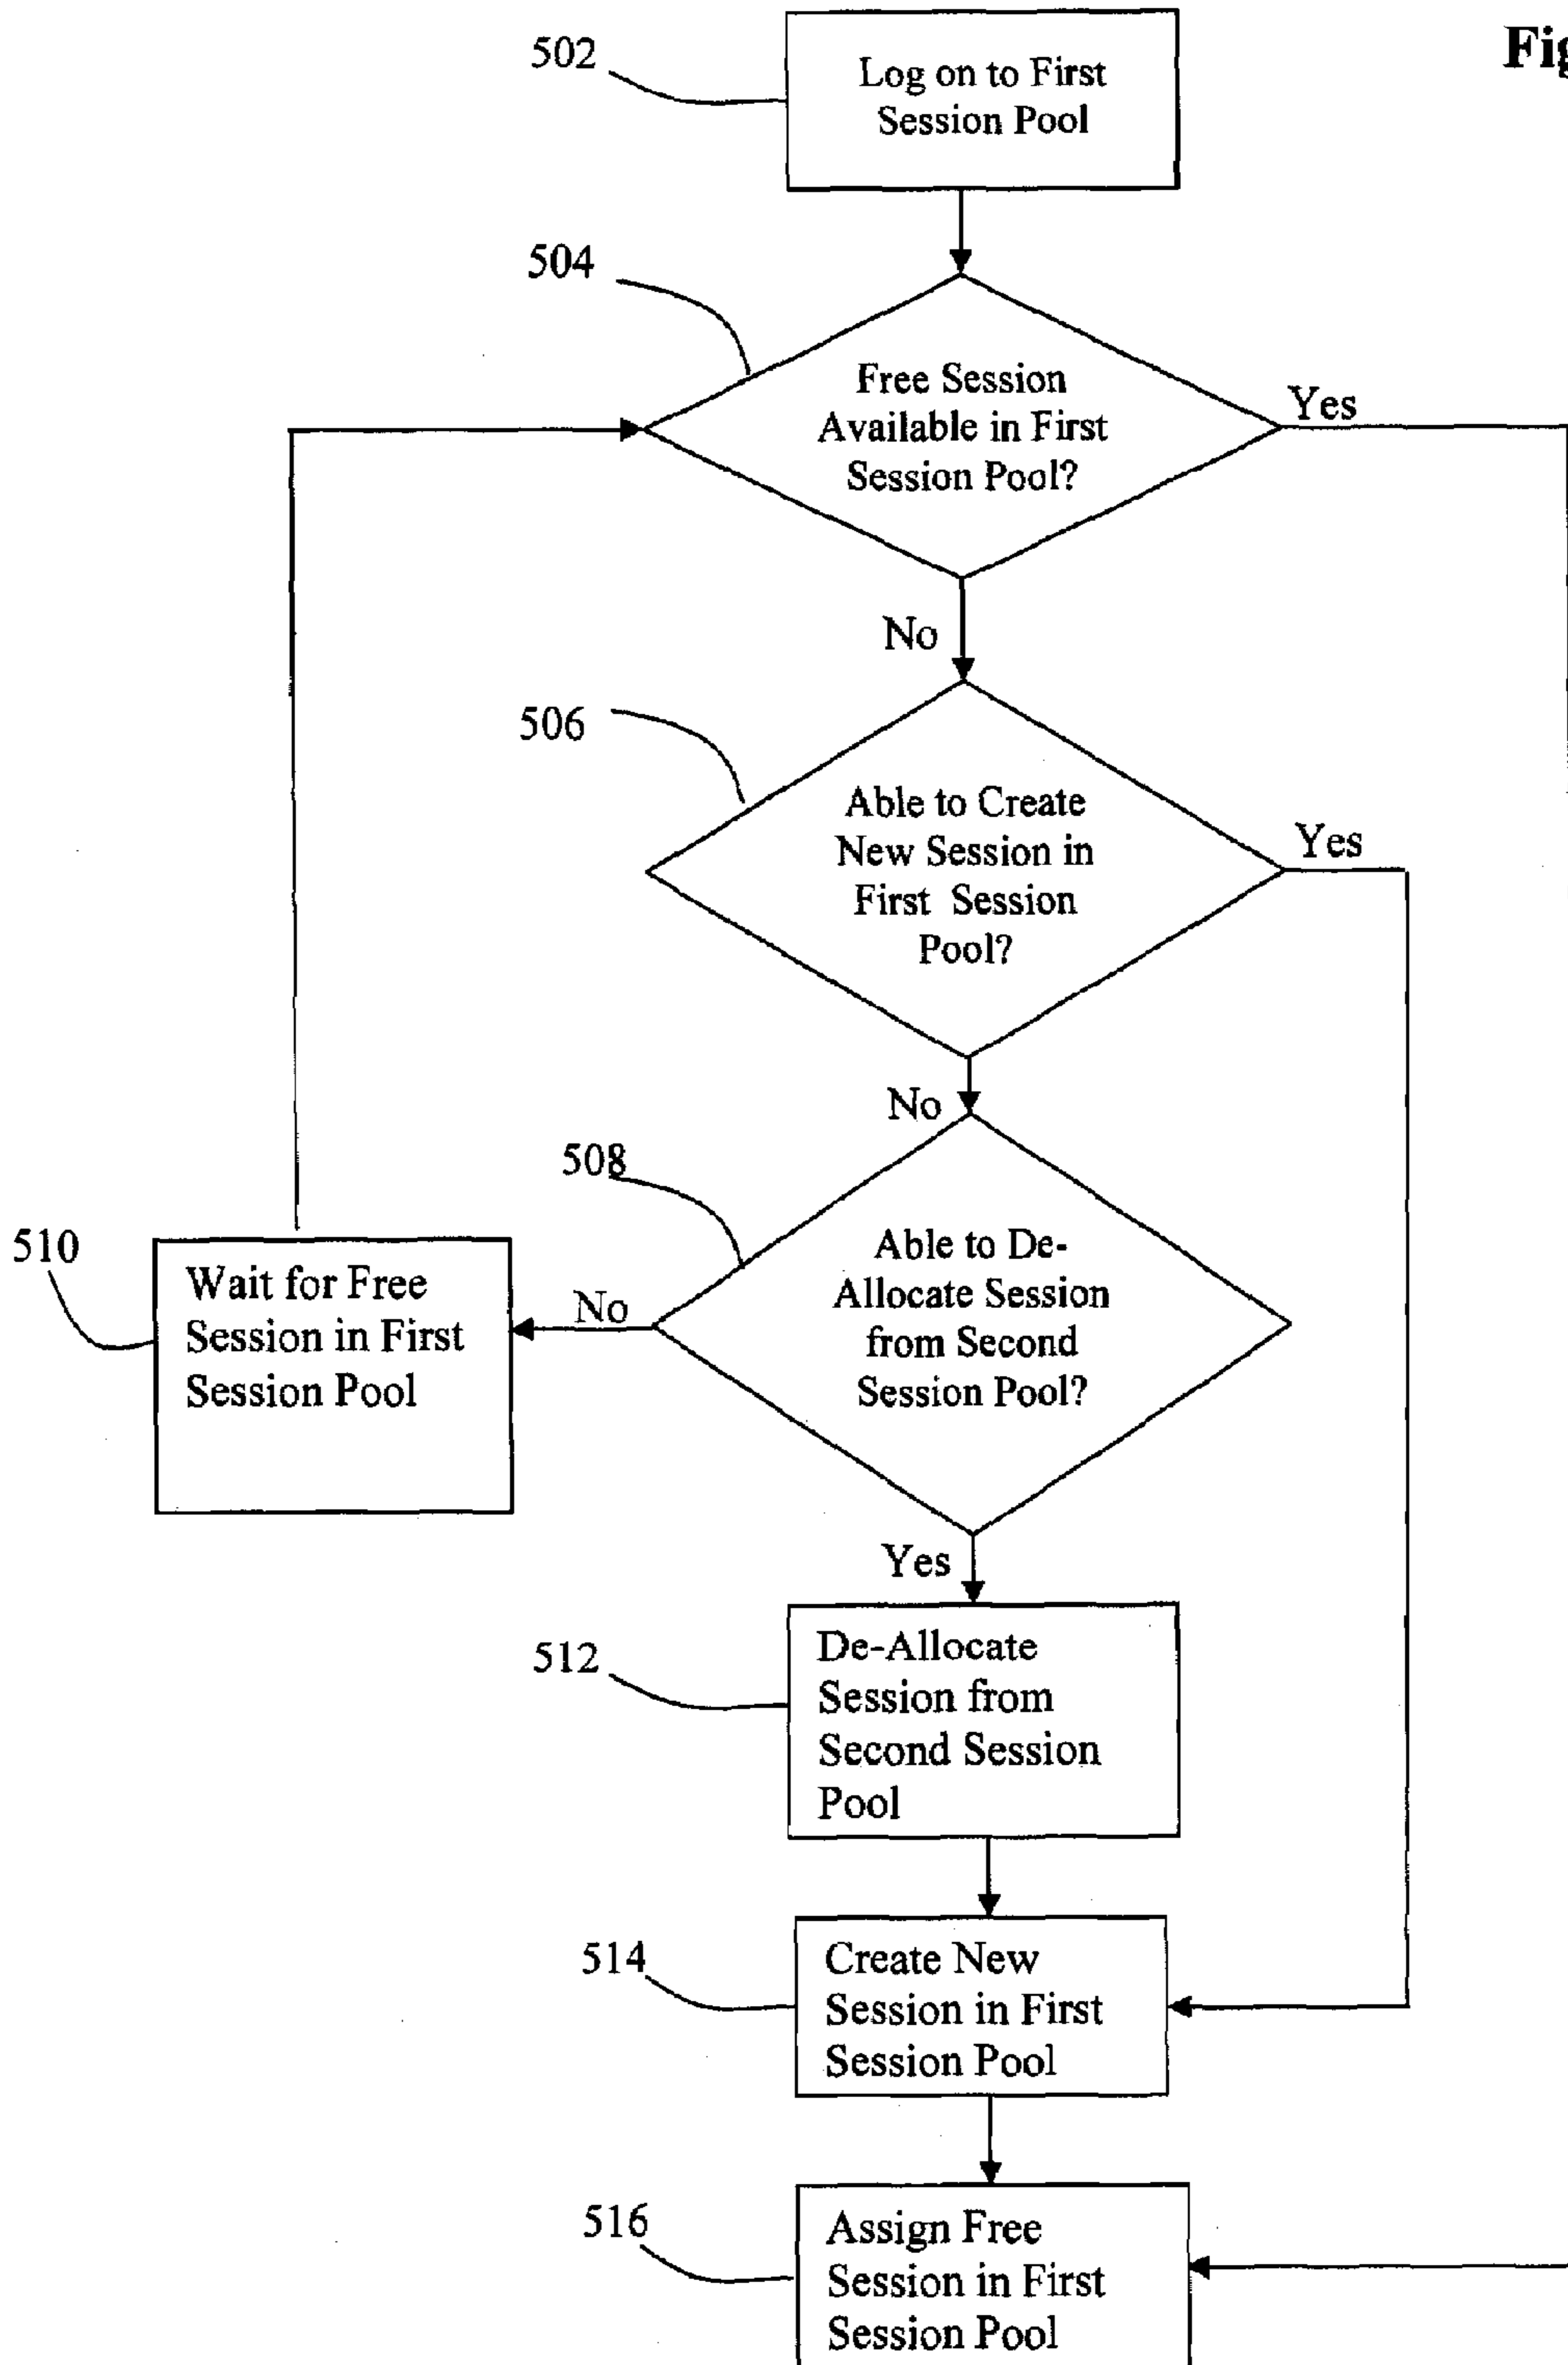 Fig
502
Log on to First
Session Pool
504
Free Session
Available in First
Session Pool?
Yes
No
506
Able to Create
New Session in
First Session
Pool?
Yes
No
508
Able to De-
Allocate Session
from Second
Session Pool?
No
510
Wait for Free
Session in First
Session Pool
Yes
512
De-Allocate
Session from
Second Session
Pool
514
Create New
Session in First
Session Pool
516
Assign Free
Session in First
Session Pool